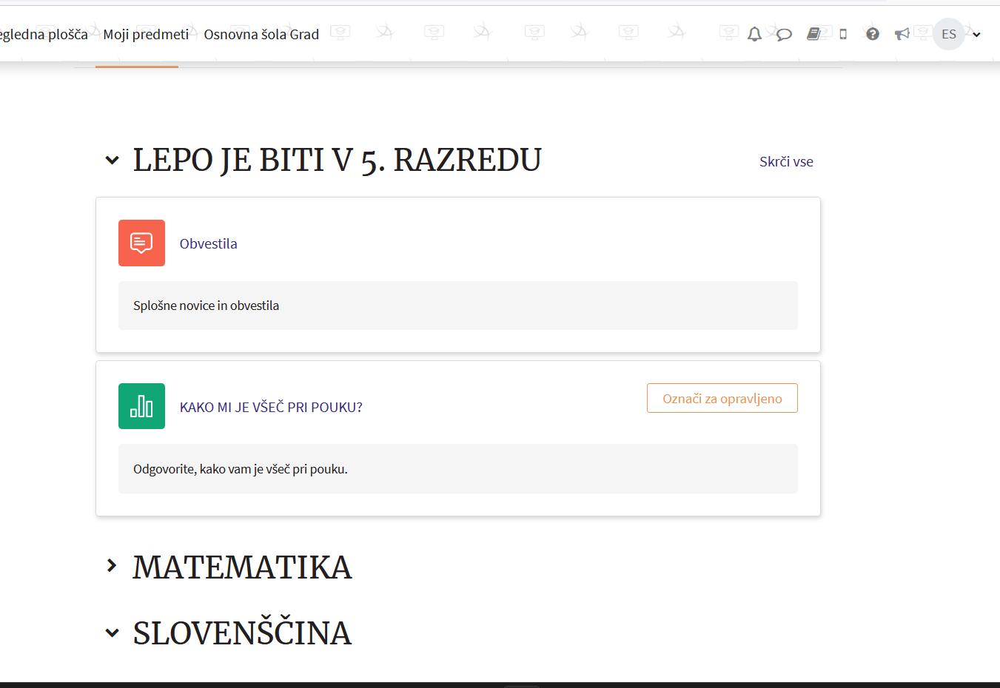 plošča Moji predmeti Osnovna šola Grad ES
LEPO JE BITI V 5. RAZREDU
Skrči vse
Obvestila
Splošne novice in obvestila
KAKO MI JE VŠEČ PRI POUKU?
Označi za opravljeno
Odgovorite, kako vam je všeč pri pouku.
MATEMATIKA
SLOVENŠČINA